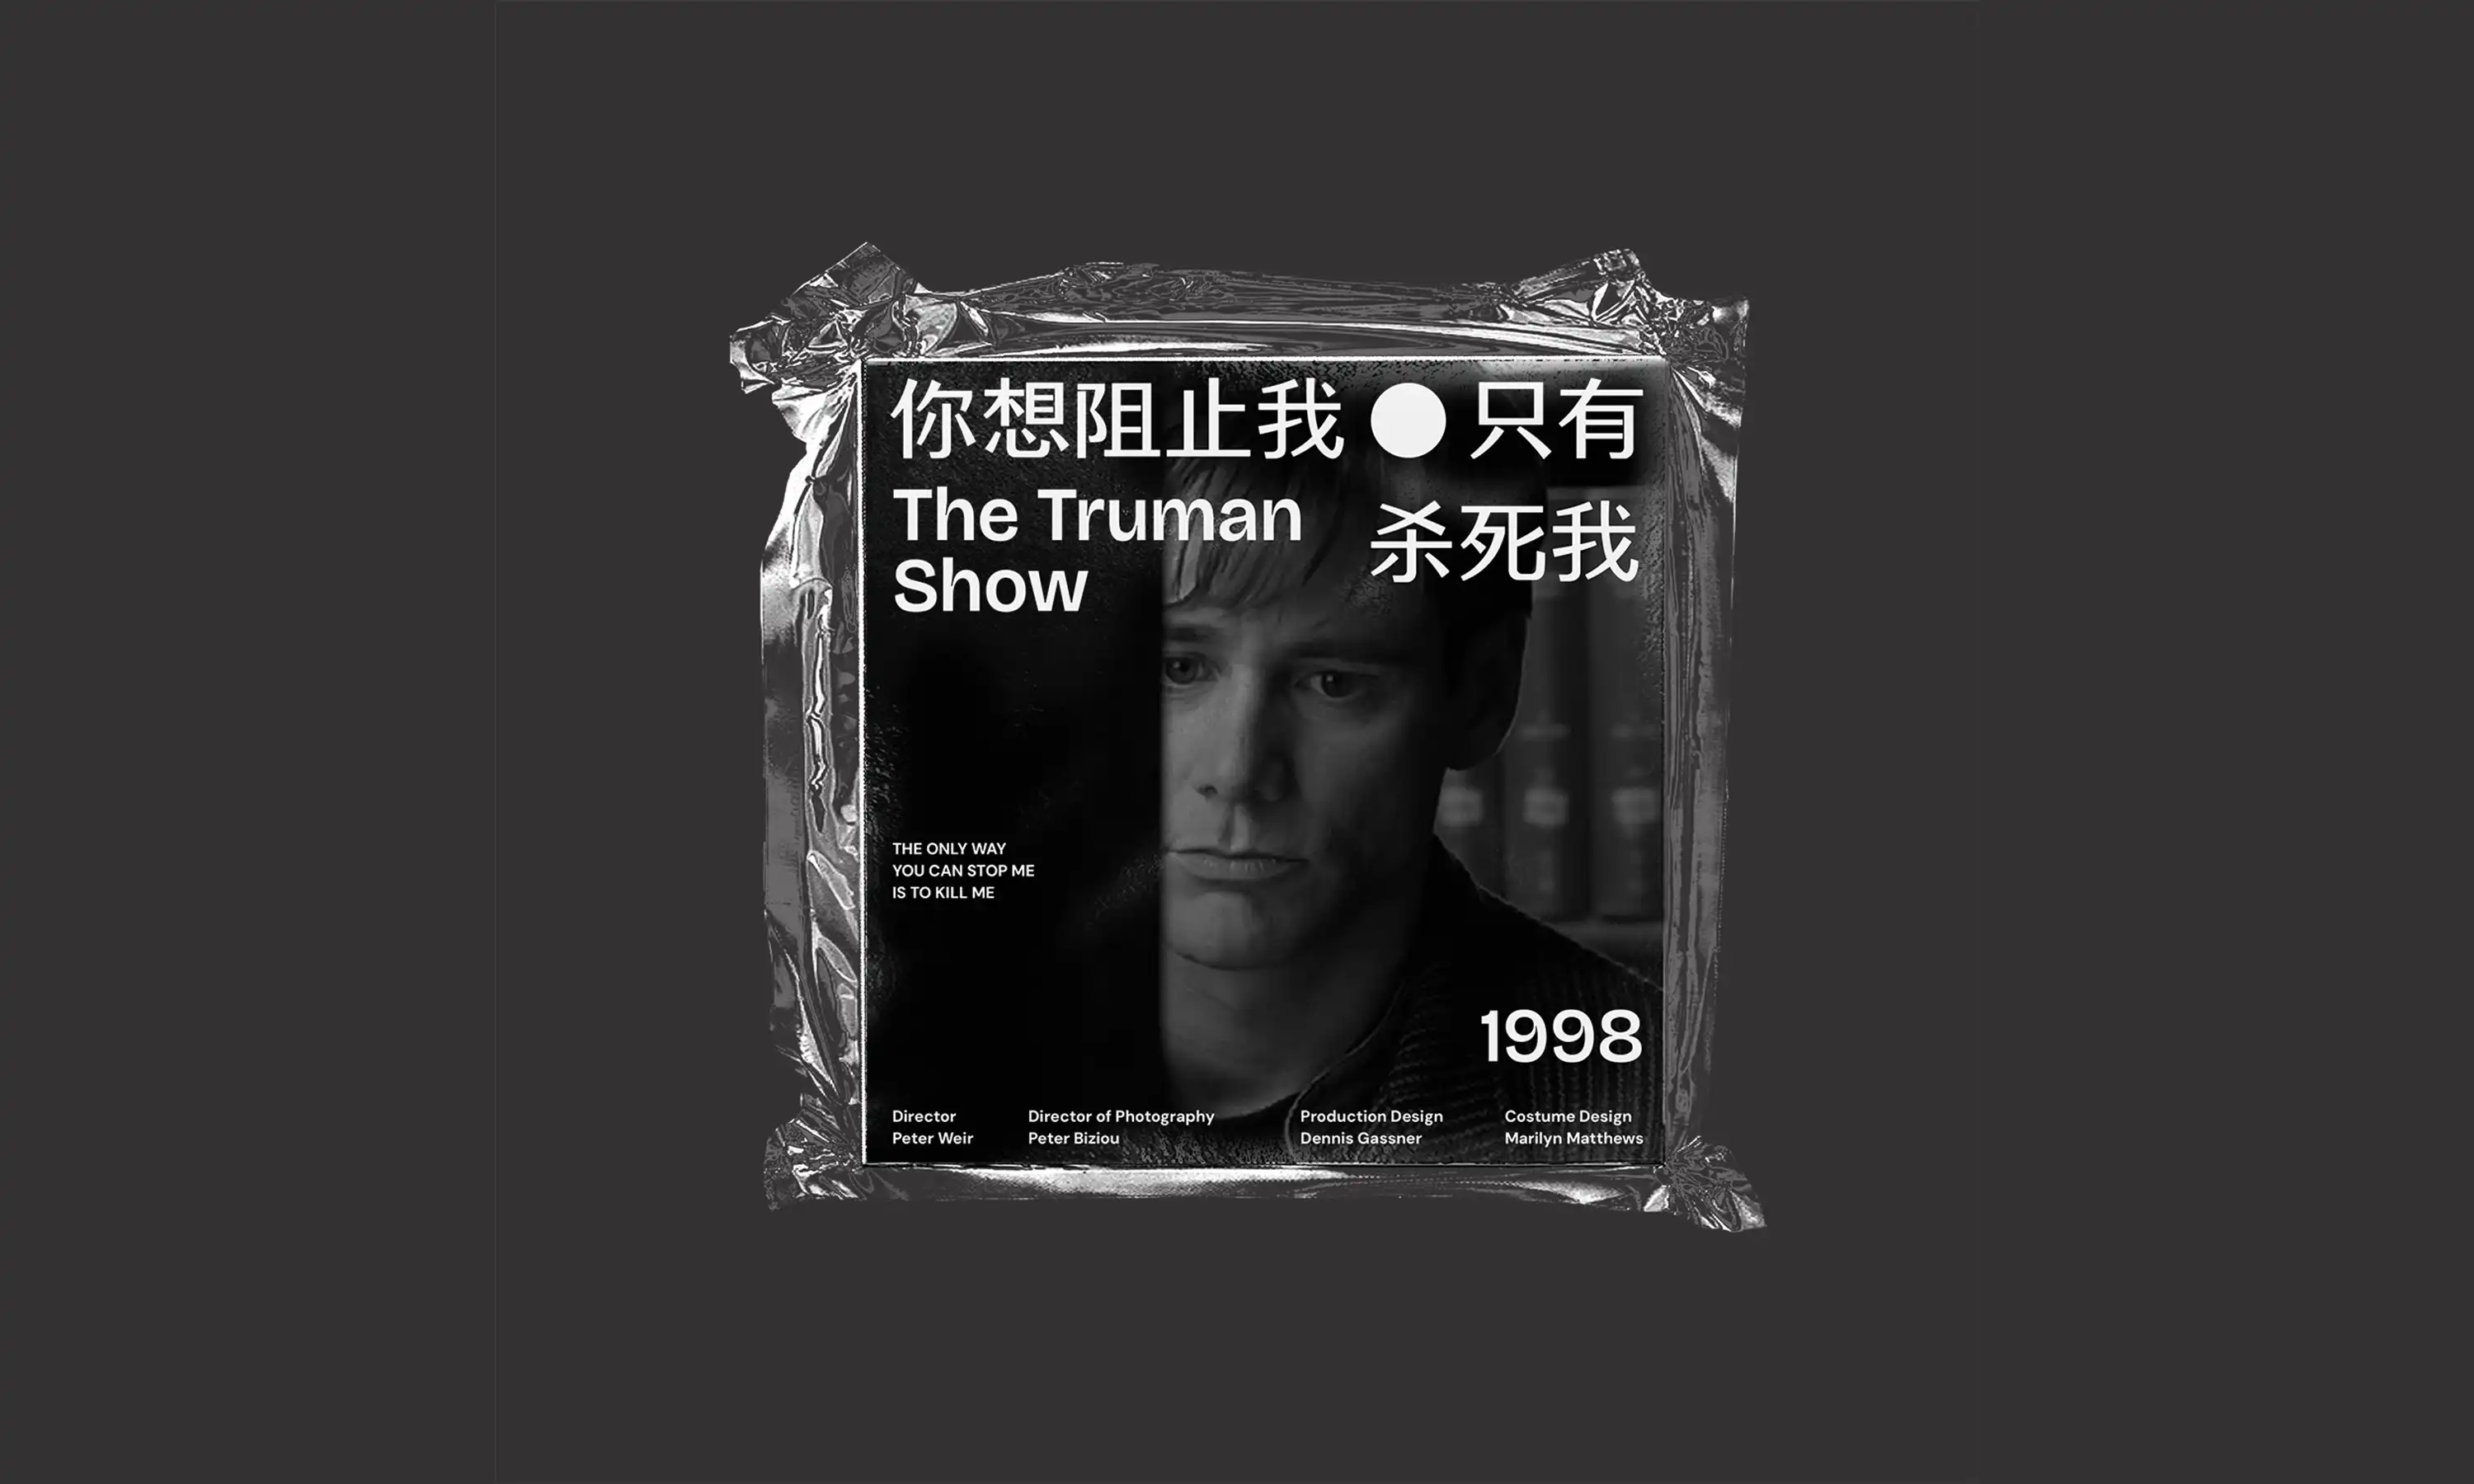 你想阻止我 ● 只有
杀死我
The Truman
Show
THE ONLY WAY
YOU CAN STOP ME
IS TO KILL ME
1998
Director
Peter Weir
Director of Photography
Peter Biziou
Production Design
Dennis Gassner
Costume Design
Marilyn Matthews